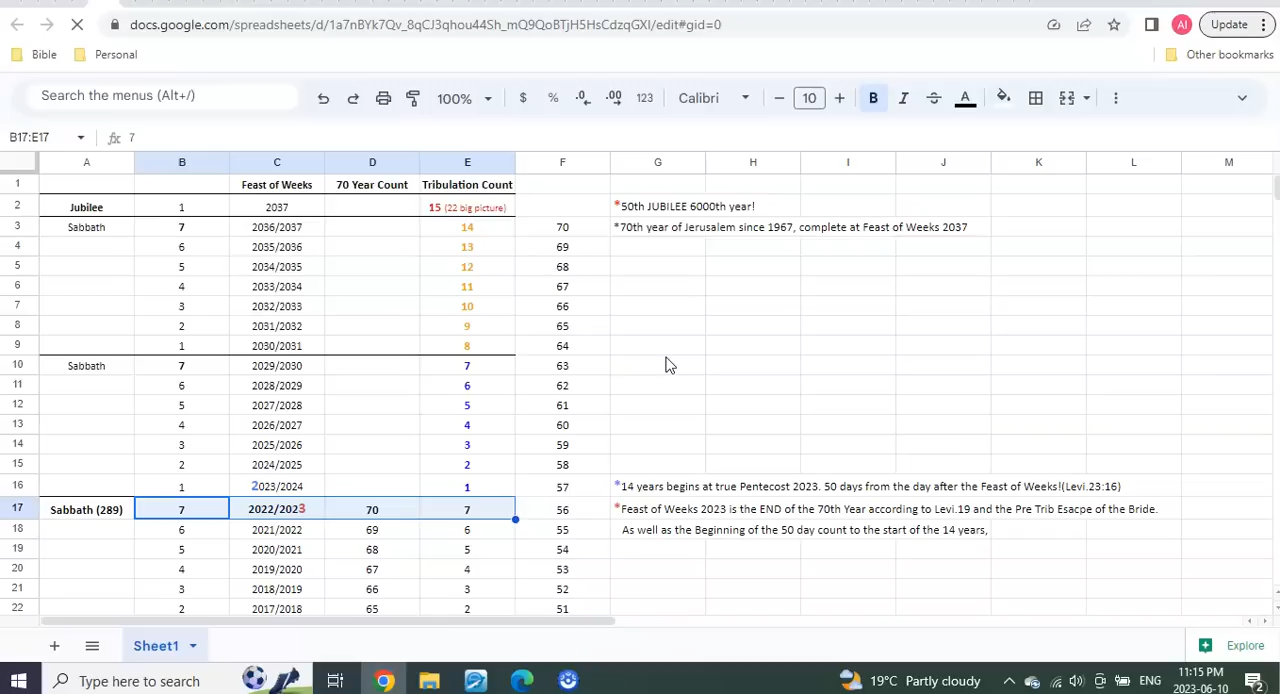 docs.google.com/spreadsheets/d/1a7nBYk7Qv_8qCJ3qhou44Sh_mQ9QoBTjH5HsCdzqGXI/edit#gid=0 AI Update
Bible Personal Other bookmarks
Search the menus (Alt+/) 100% $ % .0 .00 123 Calibri 10 B I A
B17:E17 fx 7
A B C D E F G H I J K L M
1 Feast of Weeks 70 Year Count Tribulation Count
2 Jubilee 1 2037 15 (22 big picture) *50th JUBILEE 6000th year!
3 Sabbath 7 2036/2037 14 70 *70th year of Jerusalem since 1967, complete at Feast of Weeks 2037
4 6 2035/2036 13 69
5 5 2034/2035 12 68
6 4 2033/2034 11 67
7 3 2032/2033 10 66
8 2 2031/2032 9 65
9 1 2030/2031 8 64
10 Sabbath 7 2029/2030 7 63
11 6 2028/2029 6 62
12 5 2027/2028 5 61
13 4 2026/2027 4 60
14 3 2025/2026 3 59
15 2 2024/2025 2 58
16 1 2023/2024 1 57 *14 years begins at true Pentecost 2023. 50 days from the day after the Feast of Weeks!(Levi.23:16)
17 Sabbath (289) 7 2022/2023 70 7 56 *Feast of Weeks 2023 is the END of the 70th Year according to Levi.19 and the Pre Trib Esacpe of the Bride.
18 6 2021/2022 69 6 55 As well as the Beginning of the 50 day count to the start of the 14 years,
19 5 2020/2021 68 5 54
20 4 2019/2020 67 4 53
21 3 2018/2019 66 3 52
22 2 2017/2018 65 2 51
Sheet1 Explore
Type here to search 19°C Partly cloudy ENG 11:15 PM
2023-06-10 2